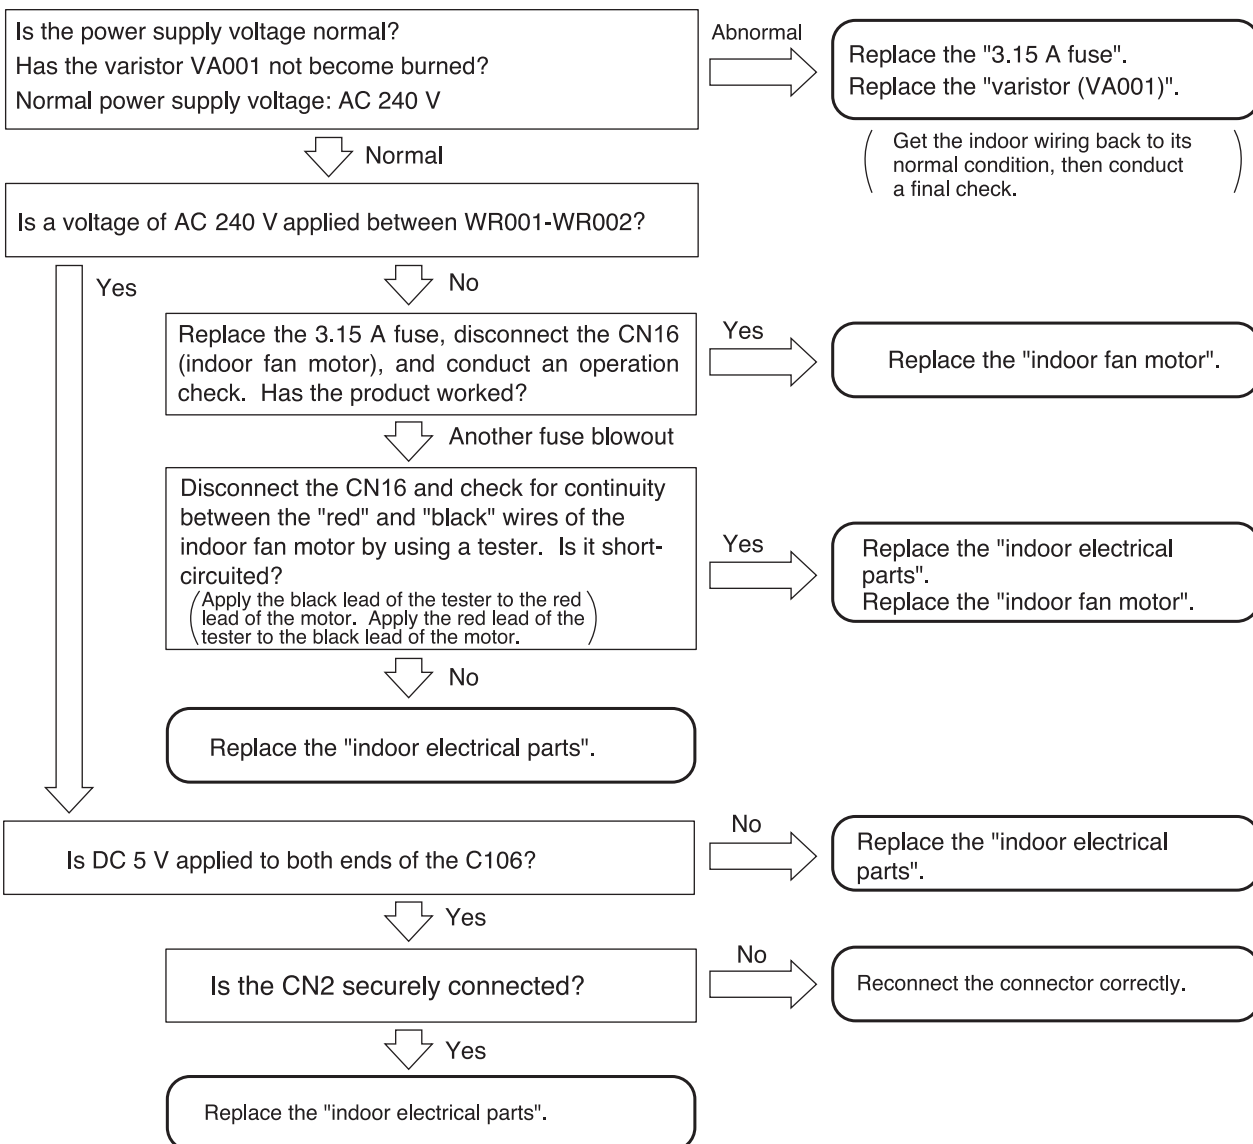 Is the power supply voltage normal?
Has the varistor VA001 not become burned?
Normal power supply voltage: AC 240 V
Abnormal
Replace the "3.15 A fuse".
Replace the "varistor (VA001)".
Get the indoor wiring back to its
normal condition, then conduct
a final check.
Normal
Is a voltage of AC 240 V applied between WR001-WR002?
Yes
No
Replace the 3.15 A fuse, disconnect the CN16
(indoor fan motor), and conduct an operation
check. Has the product worked?
Yes
Replace the "indoor fan motor".
Another fuse blowout
Disconnect the CN16 and check for continuity
between the "red" and "black" wires of the
indoor fan motor by using a tester. Is it short-
circuited?
(Apply the black lead of the tester to the red
lead of the motor. Apply the red lead of the
tester to the black lead of the motor.)
Yes
Replace the "indoor electrical
parts".
Replace the "indoor fan motor".
No
Replace the "indoor electrical parts".
Is DC 5 V applied to both ends of the C106?
No
Replace the "indoor electrical
parts".
Yes
Is the CN2 securely connected?
No
Reconnect the connector correctly.
Yes
Replace the "indoor electrical parts".